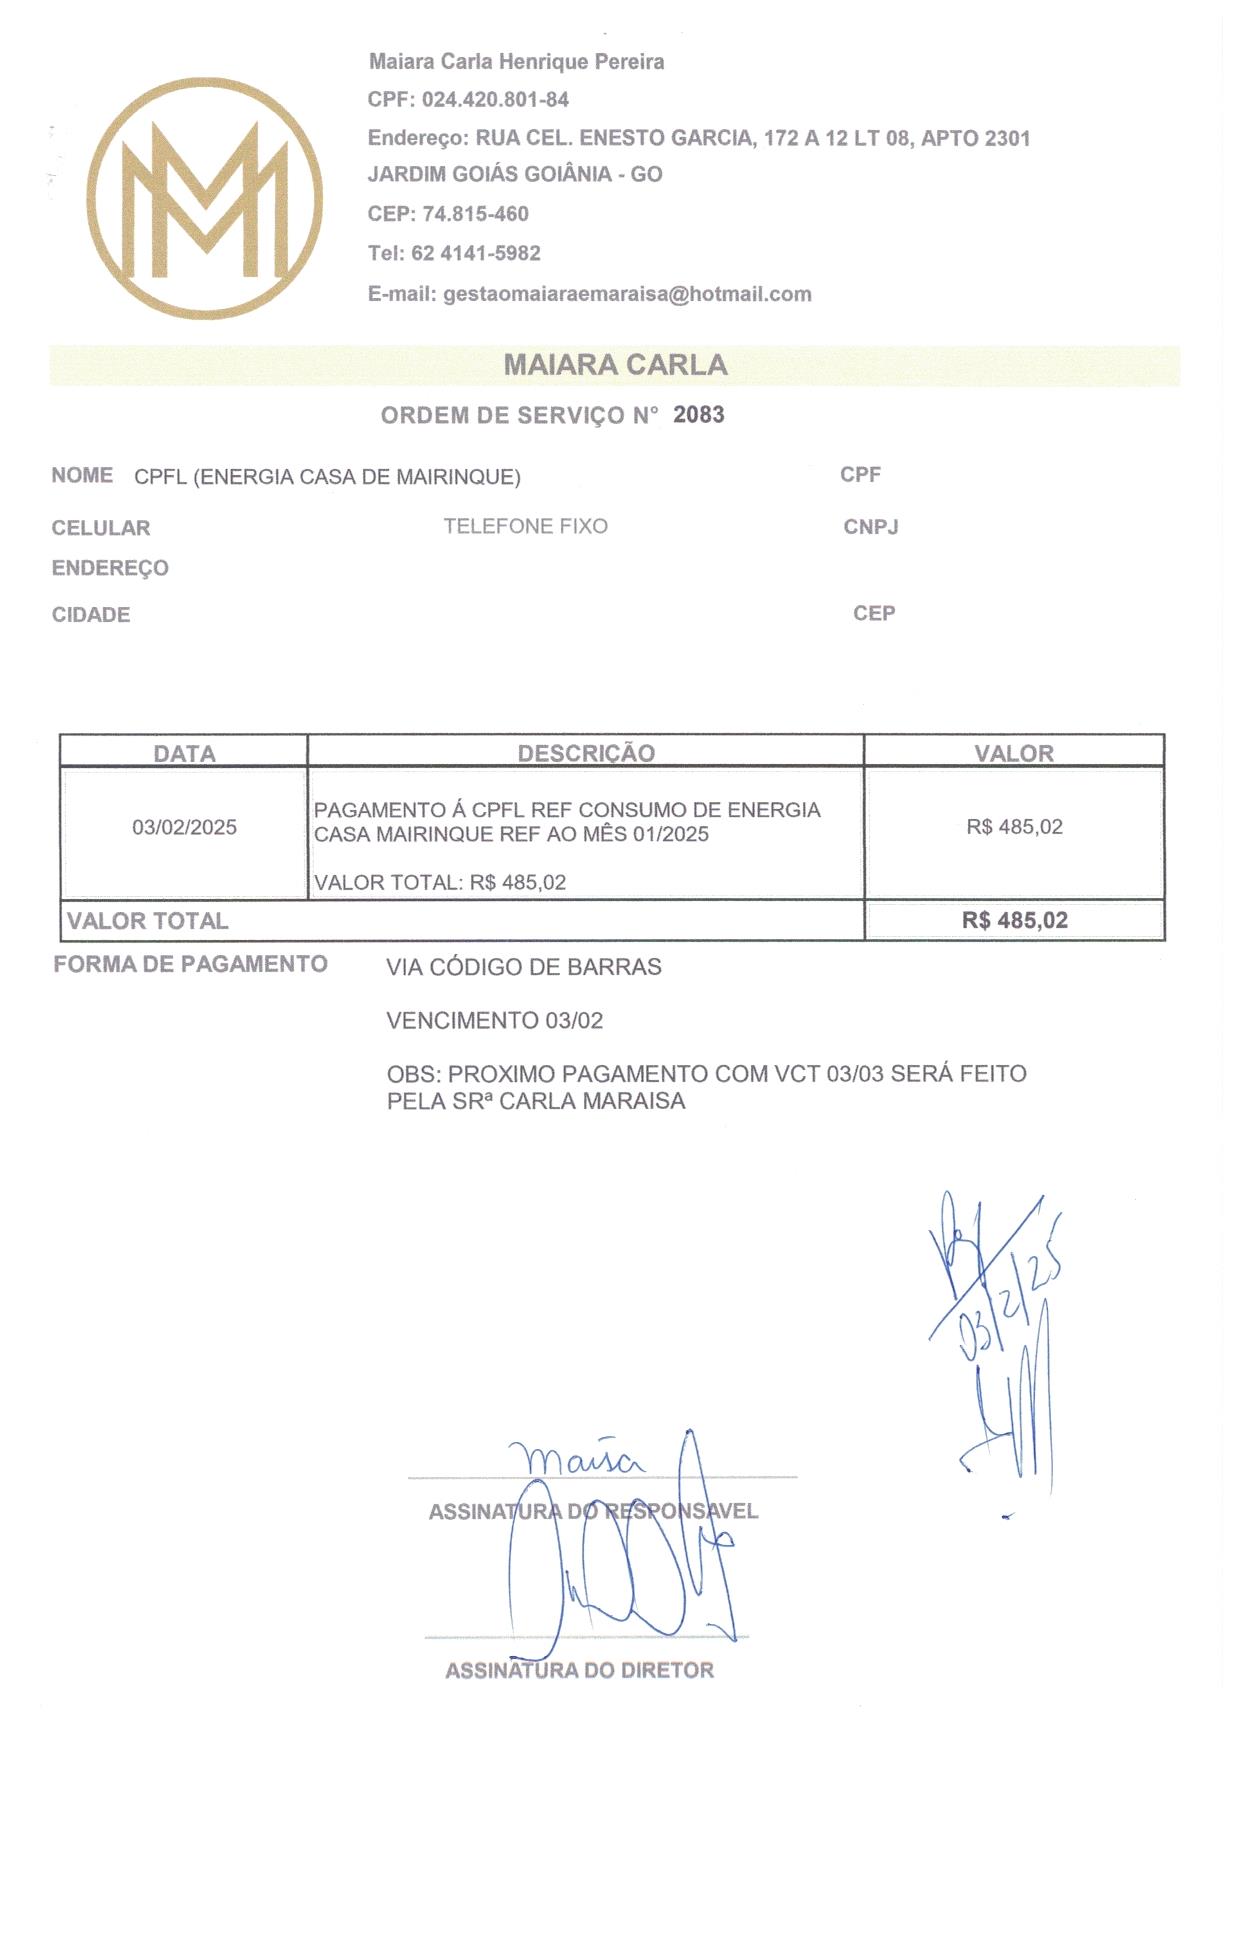 Maiara Carla Henrique Pereira
CPF: 024.420.801-84
Endereço: RUA CEL. ENESTO GARCIA, 172 A 12 LT 08, APTO 2301
JARDIM GOIÁS GOIÂNIA - GO
CEP: 74.815-460
Tel: 62 4141-5982
E-mail: gestaomaiaraemaraisa@hotmail.com
MAIARA CARLA
ORDEM DE SERVIÇO N° 2083
NOME CPFL (ENERGIA CASA DE MAIRINQUE) CPF
CELULAR TELEFONE FIXO CNPJ
ENDEREÇO
CIDADE CEP
DATA DESCRIÇÃO VALOR
PAGAMENTO Á CPFL REF CONSUMO DE ENERGIA
03/02/2025 CASA MAIRINQUE REF AO MÊS 01/2025 R$ 485,02
VALOR TOTAL: R$ 485,02
VALOR TOTAL R$ 485,02
FORMA DE PAGAMENTO VIA CÓDIGO DE BARRAS
VENCIMENTO 03/02
OBS: PROXIMO PAGAMENTO COM VCT 03/03 SERÁ FEITO
PELA SRª CARLA MARAISA
03/2/25
Maísa
ASSINATURA DO RESPONSAVEL
ASSINATURA DO DIRETOR